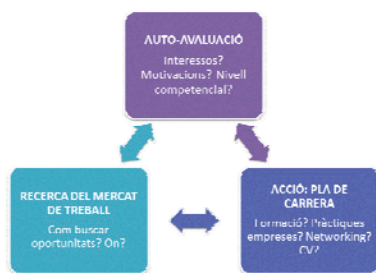 AUTO-AVALUACIÓ
Interessos?
Motivacions? Nivell
competencial?
RECERCA DEL MERCAT
DE TREBALL
Com buscar
oportunitats? On?
ACCIÓ: PLA DE
CARRERA
Formació? Pràctiques
empreses? Networking?
CV?